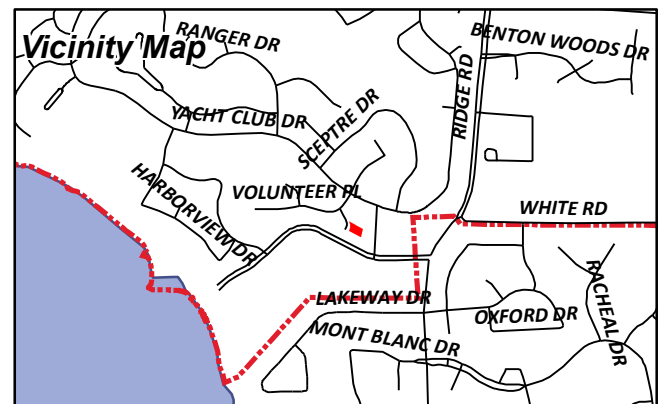 Vicinity Map
RANGER DR
BENTON WOODS DR
RIDGE RD
YACHT CLUB DR
SCEPTRE DR
HARBORVIEW DR
VOLUNTEER PL
WHITE RD
LAKEWAY DR
OXFORD DR
RACHEAL DR
MONT BLANC DR